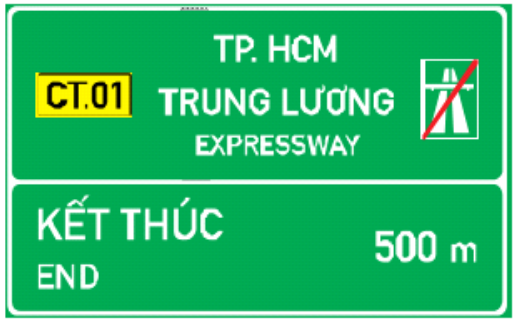 TP. HCM
CT.01
TRUNG LƯƠNG
EXPRESSWAY
KẾT THÚC
500 m
END